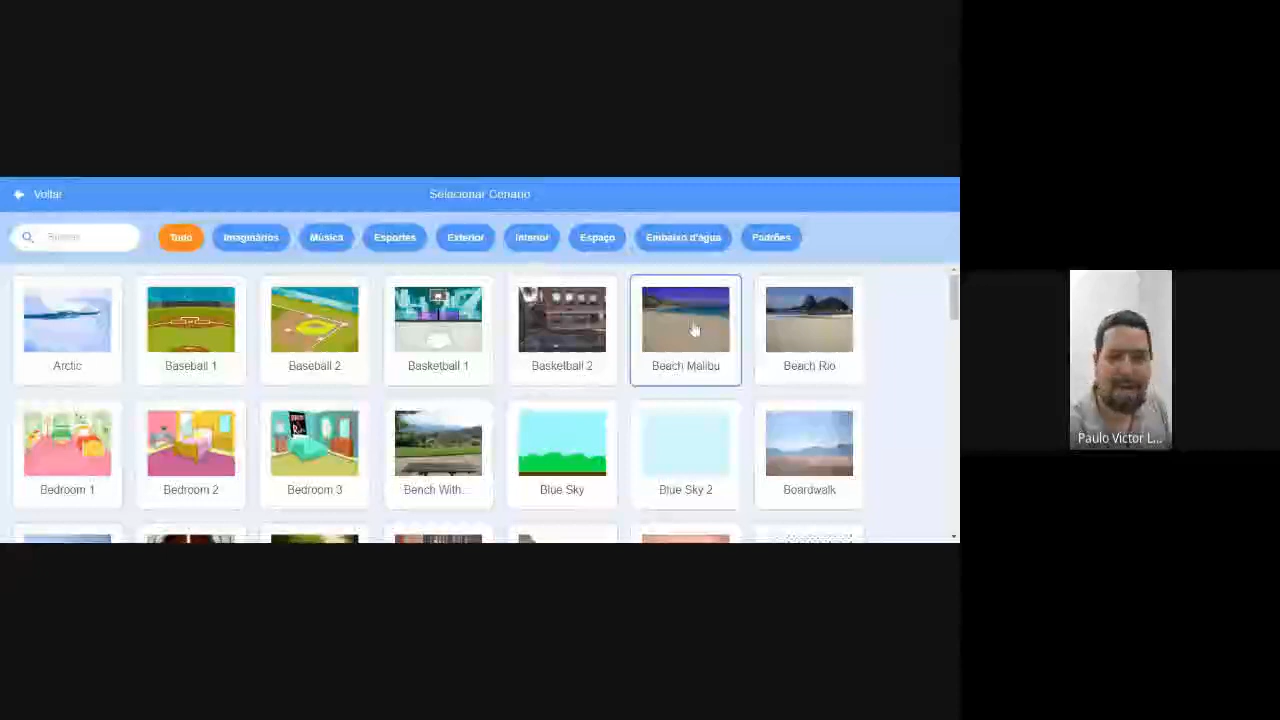 Voltar
Selecionar Cenário
Buscar
Tudo
Imaginários
Música
Esportes
Exterior
Interior
Espaço
Embaixo d'água
Padrões
Arctic
Baseball 1
Baseball 2
Basketball 1
Basketball 2
Beach Malibu
Beach Rio
Bedroom 1
Bedroom 2
Bedroom 3
Bench With...
Blue Sky
Blue Sky 2
Boardwalk
Paulo Victor L...